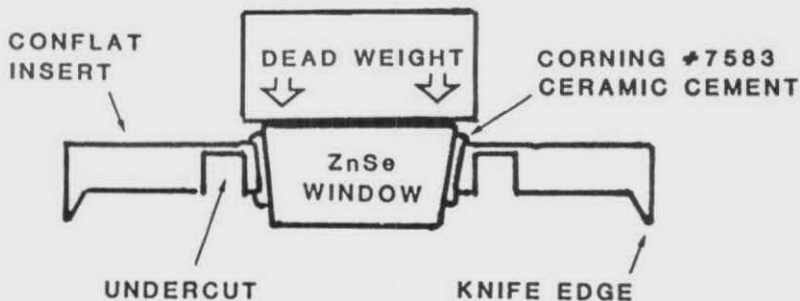 CONFLAT
INSERT
DEAD WEIGHT
CORNING #7583
CERAMIC CEMENT
ZnSe
WINDOW
UNDERCUT
KNIFE EDGE